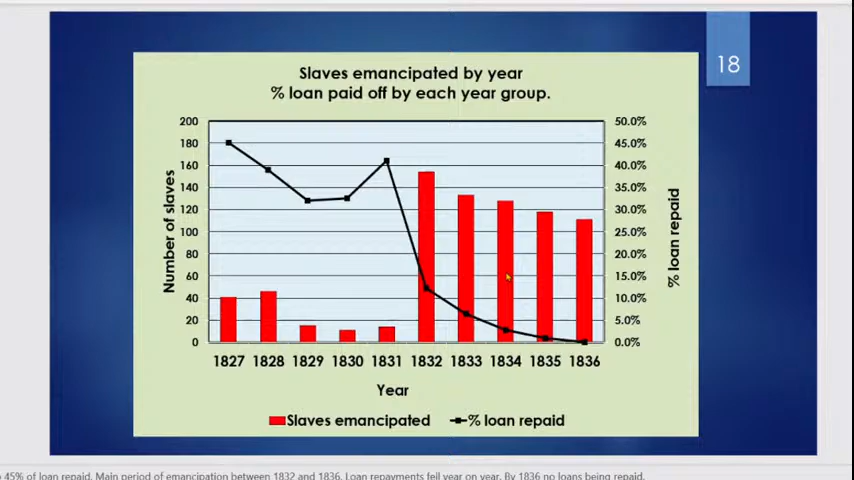 18
Slaves emancipated by year
% loan paid off by each year group.
200 50.0%
180 45.0%
160 40.0%
140 35.0%
120 30.0%
100 25.0%
80 20.0%
60 15.0%
40 10.0%
20 5.0%
0 0.0%
Number of slaves
% loan repaid
1827 1828 1829 1830 1831 1832 1833 1834 1835 1836
Year
Slaves emancipated % loan repaid
45% of loan repaid. Main period of emancipation between 1832 and 1836. Loan repayments fell year on year. By 1836 no loans being repaid.